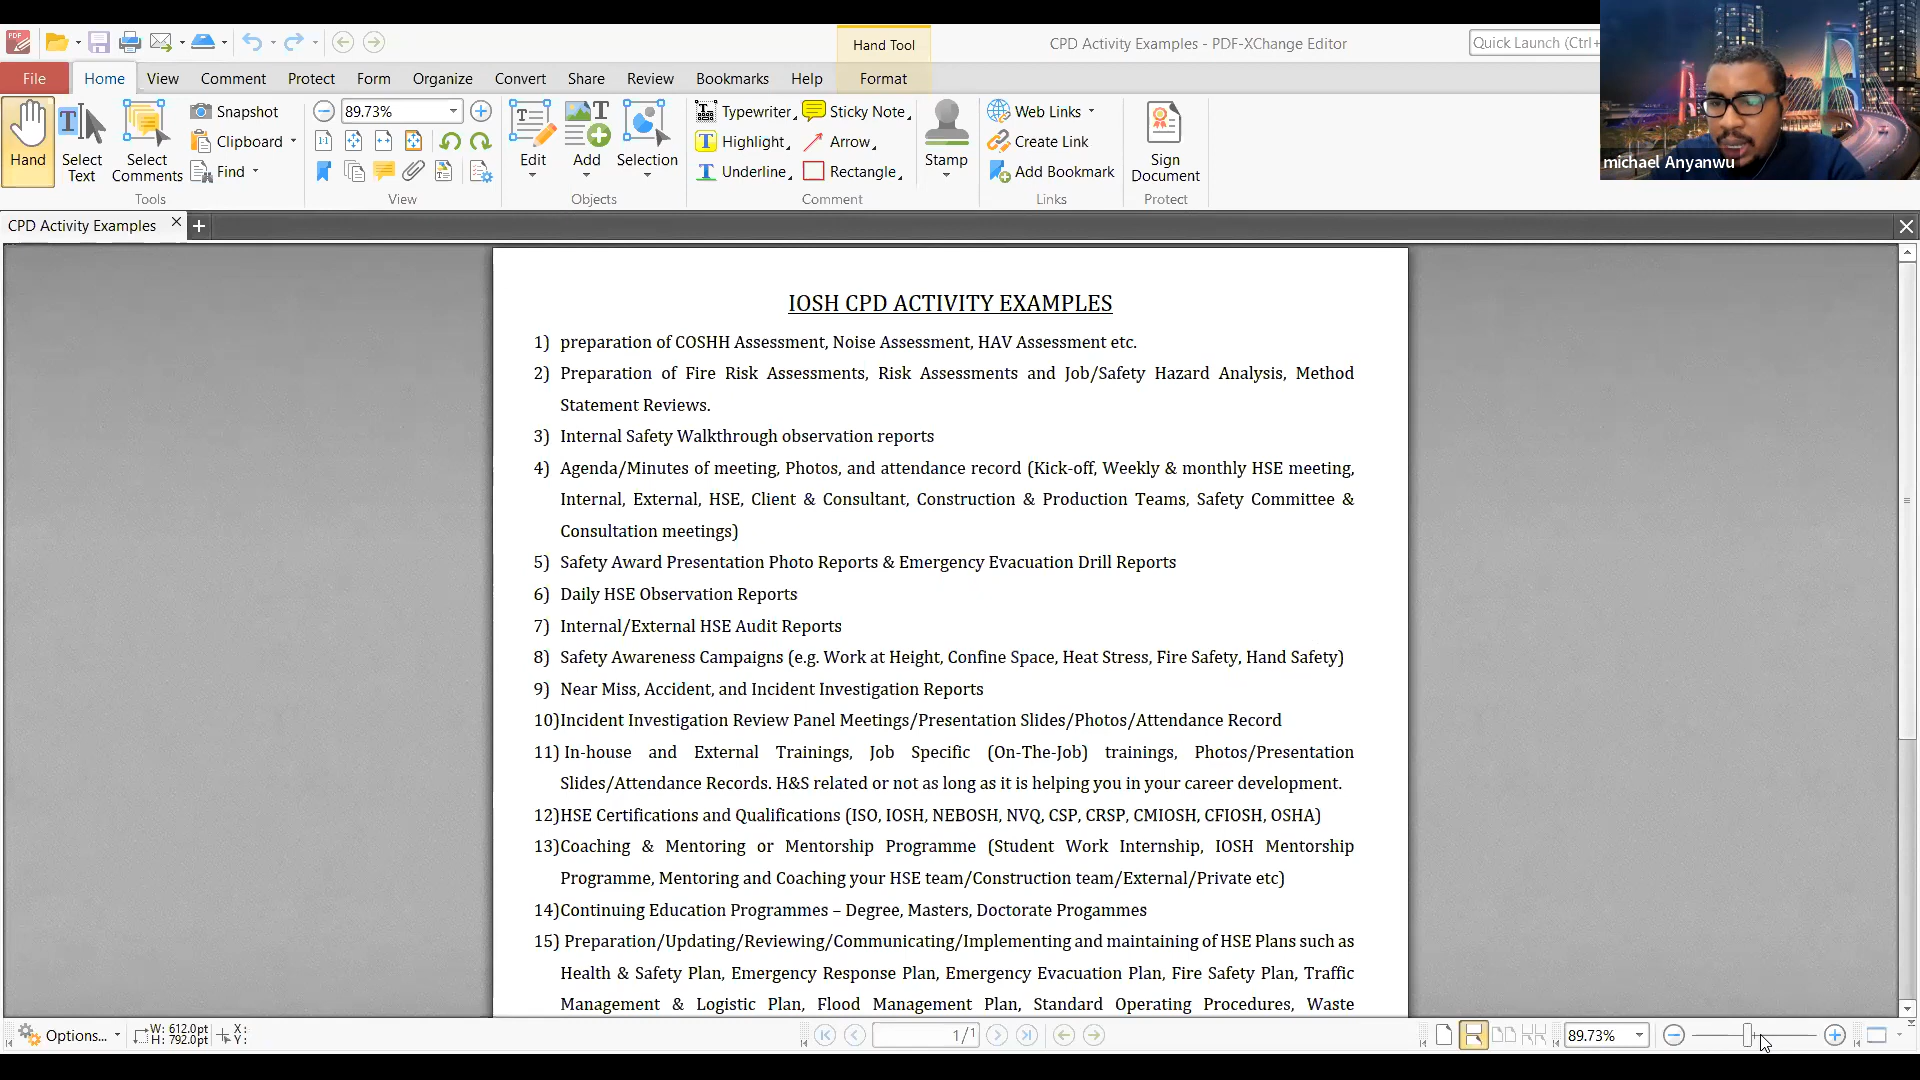 Hand Tool
CPD Activity Examples - PDF-XChange Editor
Quick Launch (Ctrl+
File Home View Comment Protect Form Organize Convert Share Review Bookmarks Help Format
Hand
Select Text
Select Comments
Snapshot
Clipboard
Find
Tools
89.73%
View
Edit
Add
Selection
Objects
Typewriter
Highlight
Underline
Sticky Note
Arrow
Rectangle
Stamp
Comment
Web Links
Create Link
Add Bookmark
Links
Sign Document
Protect
michael Anyanwu
CPD Activity Examples
IOSH CPD ACTIVITY EXAMPLES
1) preparation of COSHH Assessment, Noise Assessment, HAV Assessment etc.
2) Preparation of Fire Risk Assessments, Risk Assessments and Job/Safety Hazard Analysis, Method
Statement Reviews.
3) Internal Safety Walkthrough observation reports
4) Agenda/Minutes of meeting, Photos, and attendance record (Kick-off, Weekly & monthly HSE meeting,
Internal, External, HSE, Client & Consultant, Construction & Production Teams, Safety Committee &
Consultation meetings)
5) Safety Award Presentation Photo Reports & Emergency Evacuation Drill Reports
6) Daily HSE Observation Reports
7) Internal/External HSE Audit Reports
8) Safety Awareness Campaigns (e.g. Work at Height, Confine Space, Heat Stress, Fire Safety, Hand Safety)
9) Near Miss, Accident, and Incident Investigation Reports
10)Incident Investigation Review Panel Meetings/Presentation Slides/Photos/Attendance Record
11) In-house and External Trainings, Job Specific (On-The-Job) trainings, Photos/Presentation
Slides/Attendance Records. H&S related or not as long as it is helping you in your career development.
12)HSE Certifications and Qualifications (ISO, IOSH, NEBOSH, NVQ, CSP, CRSP, CMIOSH, CFIOSH, OSHA)
13)Coaching & Mentoring or Mentorship Programme (Student Work Internship, IOSH Mentorship
Programme, Mentoring and Coaching your HSE team/Construction team/External/Private etc)
14)Continuing Education Programmes – Degree, Masters, Doctorate Progammes
15) Preparation/Updating/Reviewing/Communicating/Implementing and maintaining of HSE Plans such as
Health & Safety Plan, Emergency Response Plan, Emergency Evacuation Plan, Fire Safety Plan, Traffic
Management & Logistic Plan, Flood Management Plan, Standard Operating Procedures, Waste
Options...
W: 612.0pt
H: 792.0pt
X:
Y:
1/1
89.73%